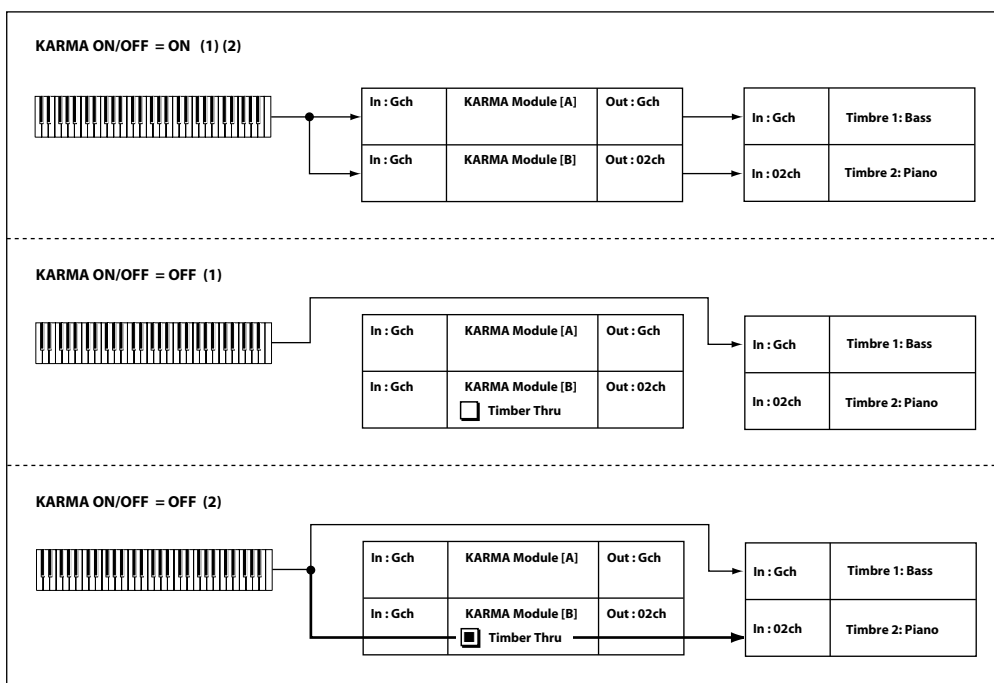 KARMA ON/OFF = ON (1) (2)
In : Gch KARMA Module [A] Out : Gch
In : Gch Timbre 1: Bass
In : Gch KARMA Module [B] Out : 02ch
In : 02ch Timbre 2: Piano
KARMA ON/OFF = OFF (1)
In : Gch KARMA Module [A] Out : Gch
In : Gch Timbre 1: Bass
In : Gch KARMA Module [B] Out : 02ch
Timber Thru
In : 02ch Timbre 2: Piano
KARMA ON/OFF = OFF (2)
In : Gch KARMA Module [A] Out : Gch
In : Gch Timbre 1: Bass
In : Gch KARMA Module [B] Out : 02ch
Timber Thru
In : 02ch Timbre 2: Piano